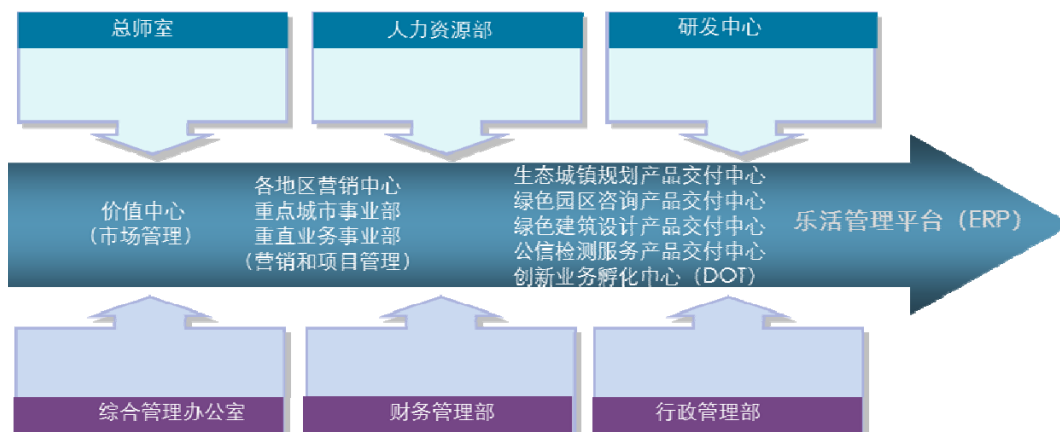 总师室
人力资源部
研发中心
价值中心
(市场管理)
各地区营销中心
重点城市事业部
重直业务事业部
(营销和项目管理)
生态城镇规划产品交付中心
绿色园区咨询产品交付中心
绿色建筑设计产品交付中心
公信检测服务产品交付中心
创新业务孵化中心 (DOT)
乐活管理平台 (ERP)
综合管理办公室
财务管理部
行政管理部